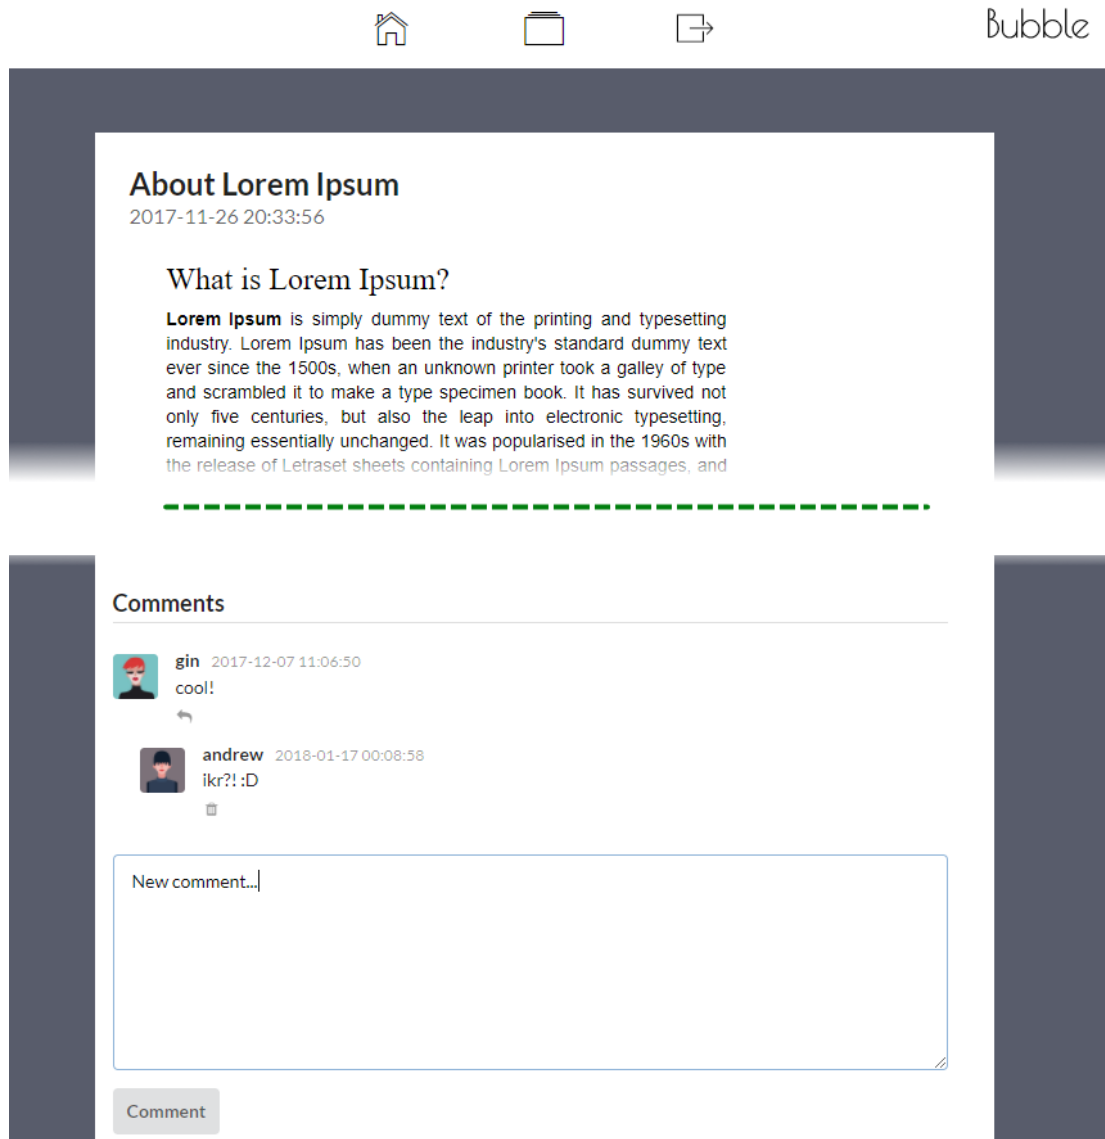 Bubble
About Lorem Ipsum
2017-11-26 20:33:56
What is Lorem Ipsum?
Lorem Ipsum is simply dummy text of the printing and typesetting
industry. Lorem Ipsum has been the industry's standard dummy text
ever since the 1500s, when an unknown printer took a galley of type
and scrambled it to make a type specimen book. It has survived not
only five centuries, but also the leap into electronic typesetting,
remaining essentially unchanged. It was popularised in the 1960s with
the release of Letraset sheets containing Lorem Ipsum passages, and
Comments
gin 2017-12-07 11:06:50
cool!
andrew 2018-01-17 00:08:58
ikr?! :D
New comment...
Comment